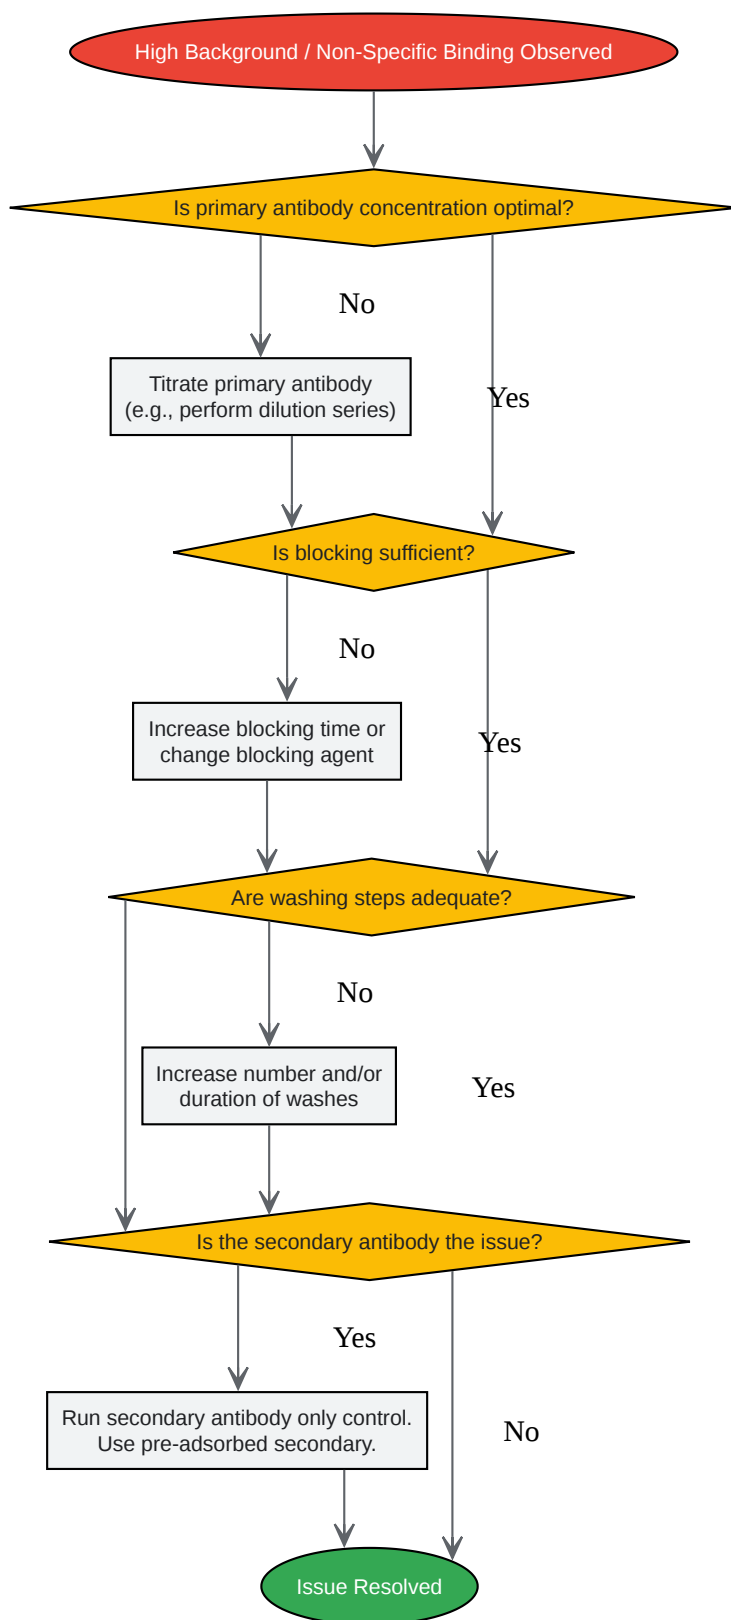 High Background / Non-Specific Binding Observed
Is primary antibody concentration optimal?
No
Titrate primary antibody
(e.g., perform dilution series)
Yes
Is blocking sufficient?
No
Increase blocking time or
change blocking agent
Yes
Are washing steps adequate?
No
Increase number and/or
duration of washes
Yes
Is the secondary antibody the issue?
Yes
Run secondary antibody only control.
Use pre-adsorbed secondary.
No
Issue Resolved